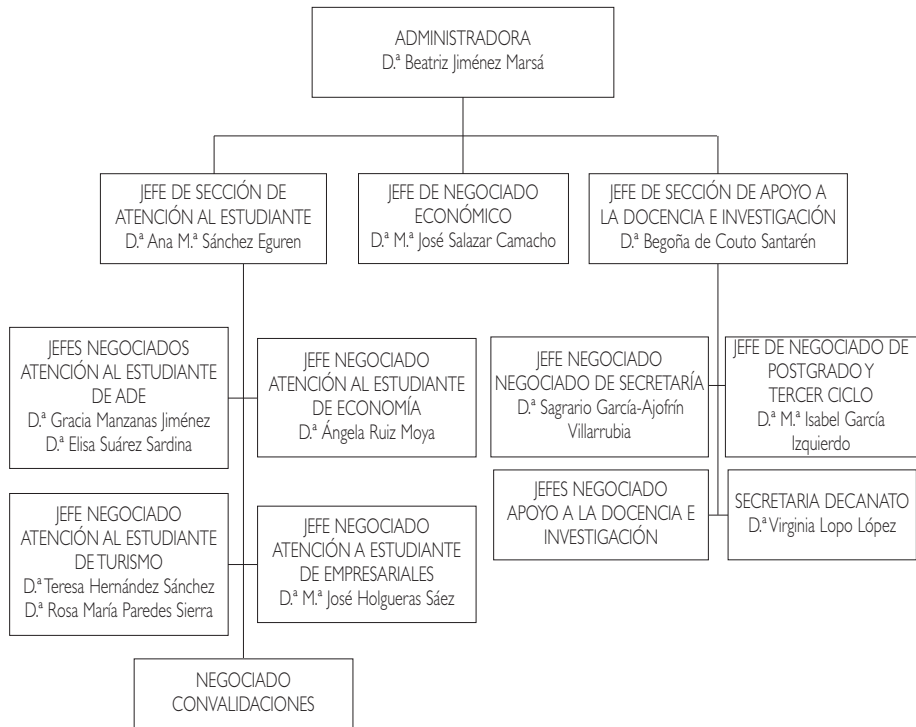 ADMINISTRADORA
D.ª Beatriz Jiménez Marsá
JEFE DE SECCIÓN DE
ATENCIÓN AL ESTUDIANTE
D.ª Ana M.ª Sánchez Eguren
JEFE DE NEGOCIADO
ECONÓMICO
D.ª M.ª José Salazar Camacho
JEFE DE SECCIÓN DE APOYO A
LA DOCENCIA E INVESTIGACIÓN
D.ª Begoña de Couto Santarén
JEFES NEGOCIADOS
ATENCIÓN AL ESTUDIANTE
DE ADE
D.ª Gracia Manzanas Jiménez
D.ª Elisa Suárez Sardina
JEFE NEGOCIADO
ATENCIÓN AL ESTUDIANTE
DE ECONOMÍA
D.ª Ángela Ruiz Moya
JEFE NEGOCIADO
NEGOCIADO DE SECRETARÍA
D.ª Sagrario García-Ajofrín
Villarrubia
JEFE DE NEGOCIADO DE
POSTGRADO Y
TERCER CICLO
D.ª M.ª Isabel García
Izquierdo
JEFE NEGOCIADO
ATENCIÓN AL ESTUDIANTE
DE TURISMO
D.ª Teresa Hernández Sánchez
D.ª Rosa María Paredes Sierra
JEFE NEGOCIADO
ATENCIÓN A ESTUDIANTE
DE EMPRESARIALES
D.ª M.ª José Holgueras Sáez
JEFES NEGOCIADO
APOYO A LA DOCENCIA E
INVESTIGACIÓN
SECRETARIA DECANATO
D.ª Virginia Lopo López
NEGOCIADO
CONVALIDACIONES